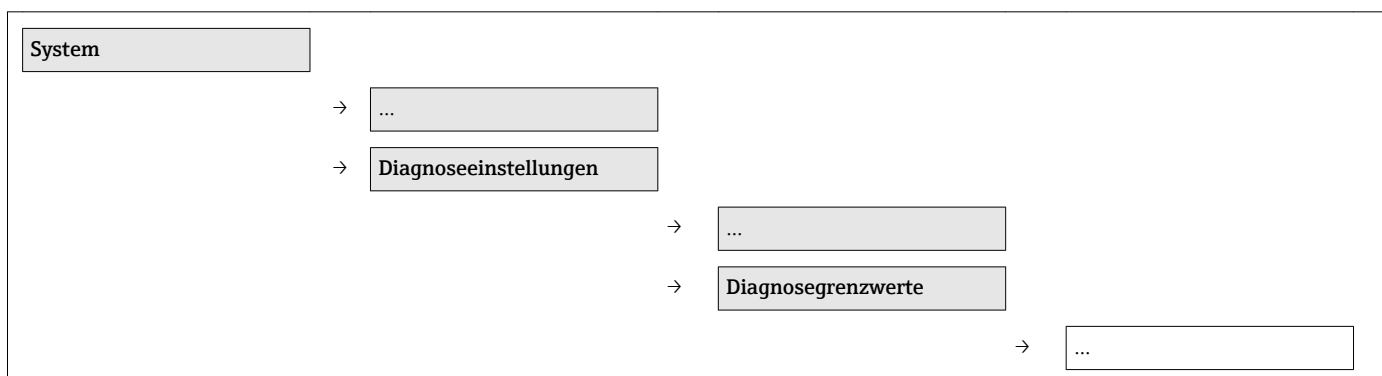 System
→ ...
→ Diagnoseeinstellungen
→ ...
→ Diagnosegrenzwerte
→ ...